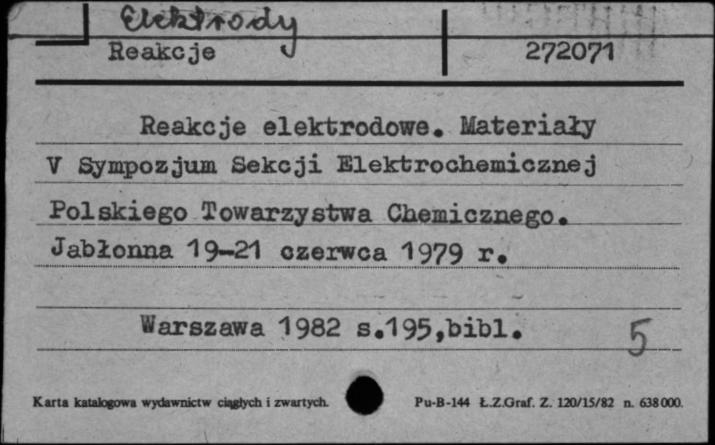 Elektrody
Reakcje 272071
Reakcje elektrodowe. Materiały
V Sympozjum Sekcji Elektrochemicznej
Polskiego Towarzystwa Chemicznego.
Jabłonna 19-21 czerwca 1979 r.
Warszawa 1982 s.195,bibl. 5
Karta katalogowa wydawnictw ciągłych i zwartych. Pu-B-144 Ł.Z.Graf. Z. 120/15/82 n. 638000.